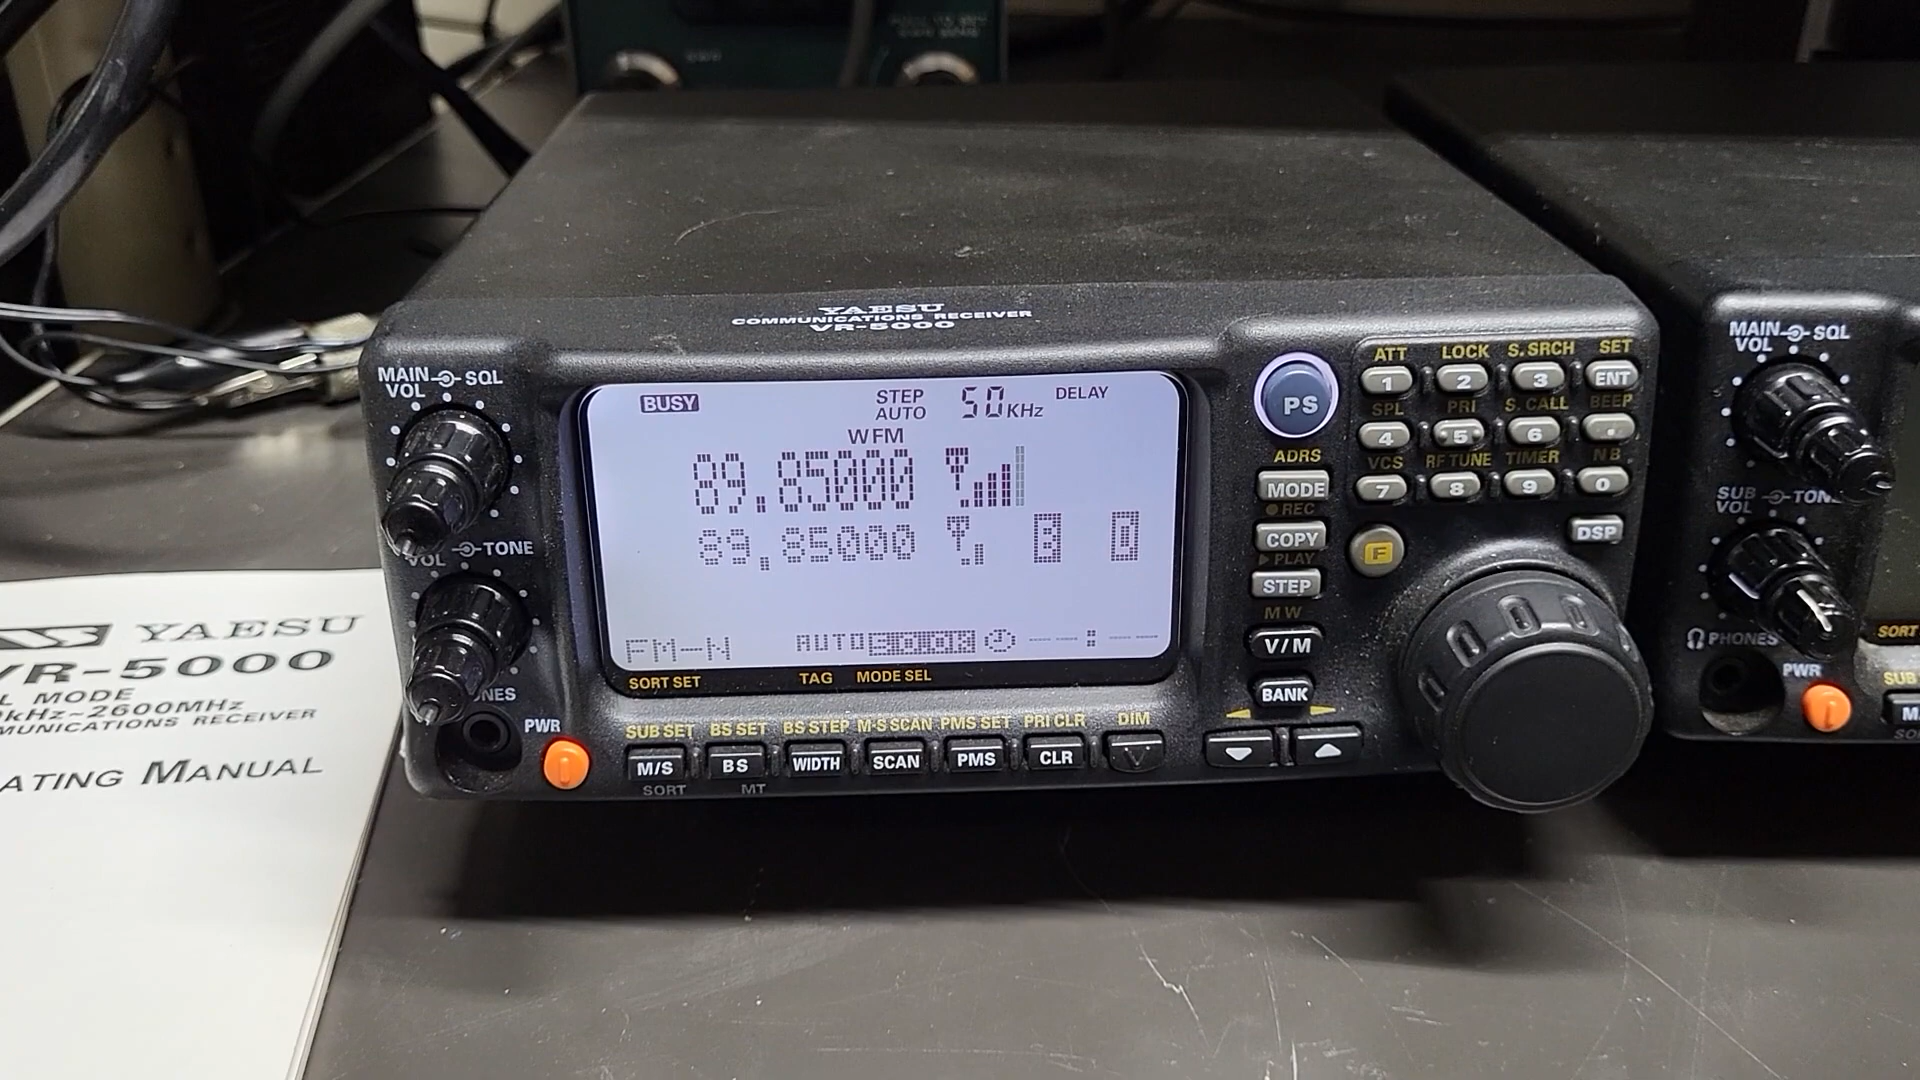 YAESU
COMMUNICATIONS RECEIVER
VR-5000
MAIN
VOL
SQL
VOL
TONE
PWR
BUSY
STEP
AUTO
50 KHz
DELAY
WFM
89.85000
89.85000
FM-N
AUTO
--:--
SORT SET
TAG
MODE SEL
SUB SET
BS SET
BS STEP
M-S SCAN
PMS SET
PRI CLR
DIM
M/S
BS
WIDTH
SCAN
PMS
CLR
SORT
MT
PS
ADRS
MODE
REC
COPY
PLAY
STEP
MW
V/M
BANK
ATT
LOCK
S. SRCH
SET
1
2
3
ENT
SPL
PRI
S. CALL
BEEP
4
5
6
.
VCS
RF TUNE
TIMER
NB
7
8
9
0
F
DSP
MAIN
VOL
SQL
SUB
VOL
PHONES
PWR
SORT
SUB
YAESU
VR-5000
MODE
kHz~2600MHz
RECEIVER
MANUAL